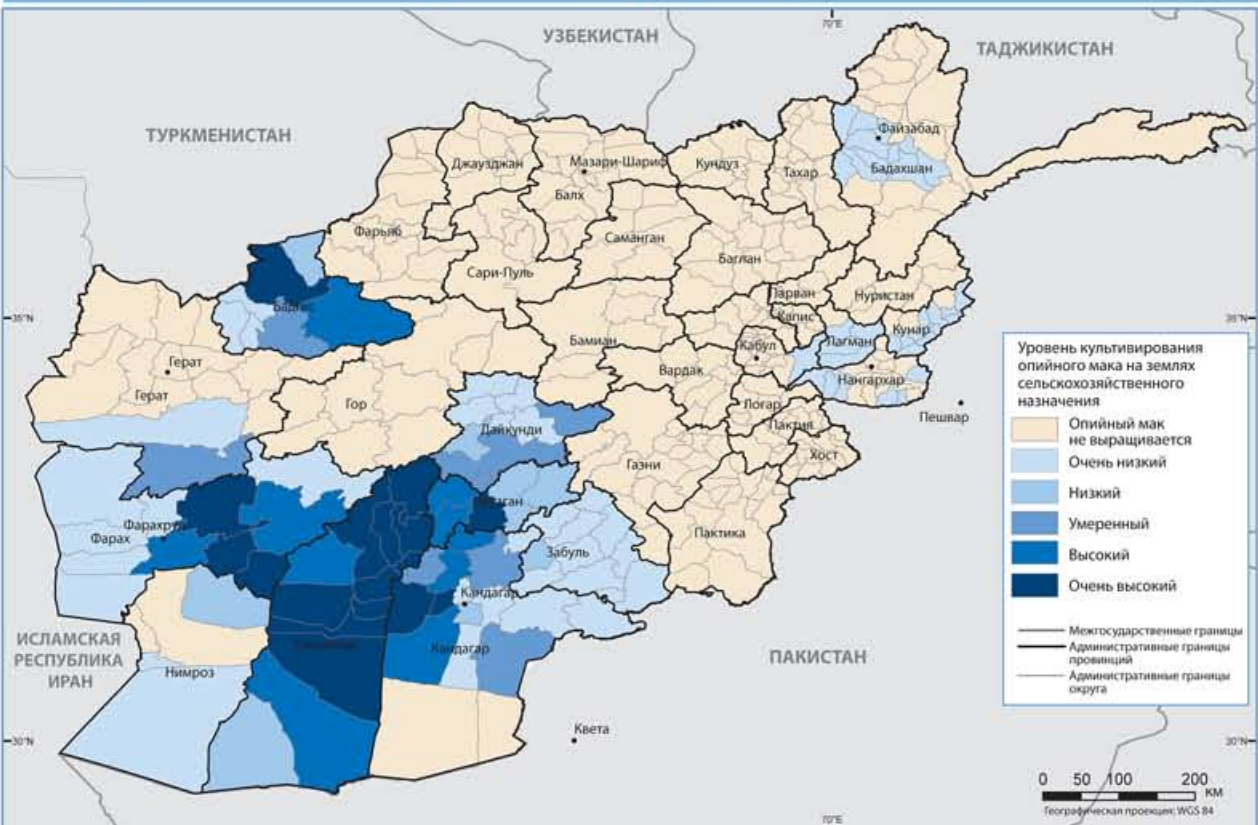 70°E
УЗБЕКИСТАН
ТАДЖИКИСТАН
ТУРКМЕНИСТАН
Файзабад
Джаузджан
Мазари-Шариф
Кундуз
Тахар
Бадахшан
Балх
Фарьяб
Саманган
Баглан
Сари-Пуль
Парван
Нуристан
35°N
35°N
Бадгис
Каписа
Кунар
Бамиан
Кабул
Лагман
Герат
Вардак
Нангархар
Герат
Гор
Логар
Пешвар
Дайкунди
Пактия
Газни
Хост
Фарах
Забуль
Пактика
Кандагар
ИСЛАМСКАЯ
РЕСПУБЛИКА
ИРАН
Кандагар
Нимроз
ПАКИСТАН
Квета
30°N
30°N
70°E
Уровень культивирования
опийного мака на землях
сельскохозяйственного
назначения
Опийный мак
не выращивается
Очень низкий
Низкий
Умеренный
Высокий
Очень высокий
Межгосударственные границы
Административные границы
провинций
Административные границы
округа
0 50 100 200
КМ
Географическая проекция: WGS 84